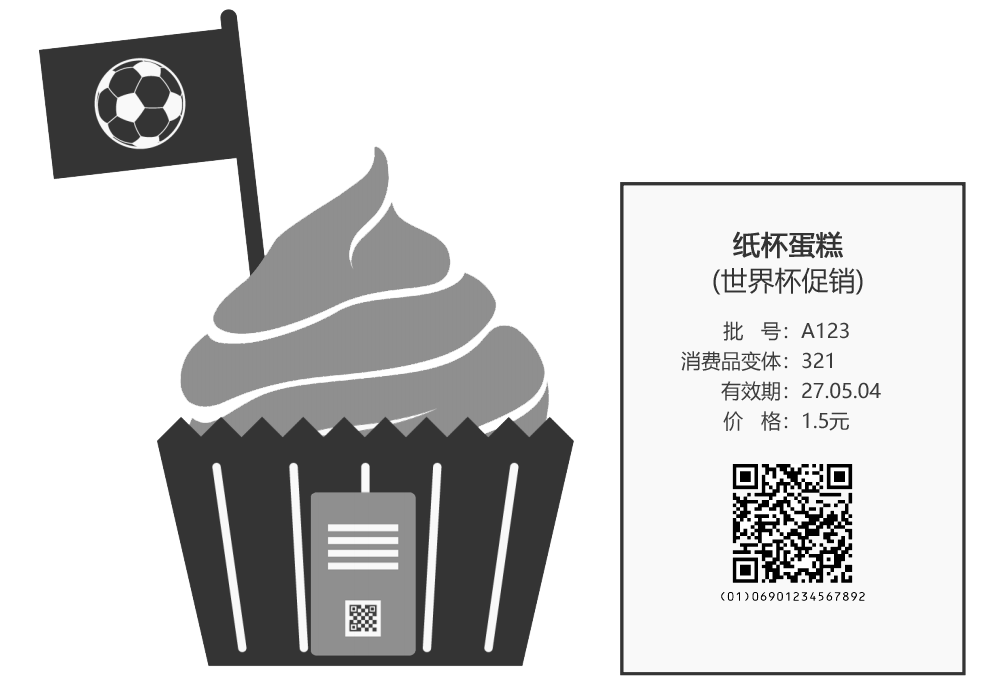 纸杯蛋糕
(世界杯促销)
批 号：A123
消费品变体：321
有效期：27.05.04
价 格：1.5元
(01)06901234567892